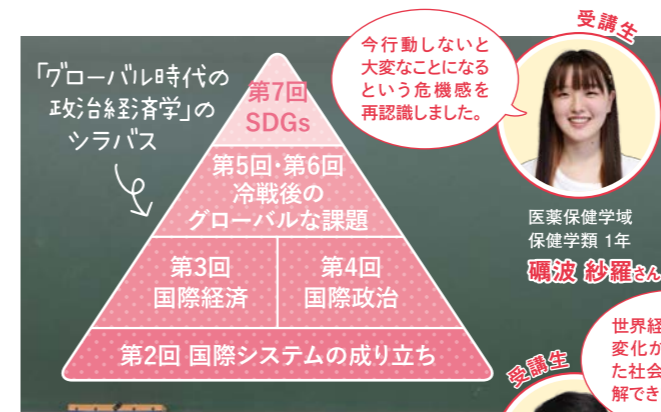 「グローバル時代の
政治経済学」の
シラバス
第7回
SDGs
第5回・第6回
冷戦後の
グローバルな課題
第3回
国際経済
第4回
国際政治
第2回 国際システムの成り立ち
今行動しないと
大変なことになる
という危機感を
再認識しました。
受講生
医薬保健学域
保健学類 1年
礪波 紗羅さん
受講生
世界経
変化が
た社会
解でき